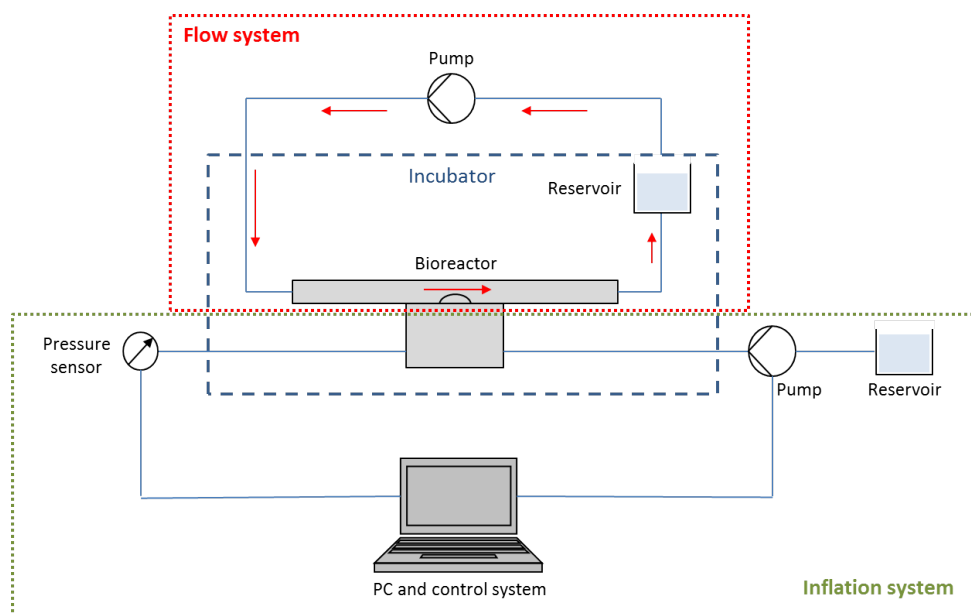 Flow system
Pump
Incubator
Reservoir
Bioreactor
Pressure
sensor
Pump
Reservoir
PC and control system
Inflation system